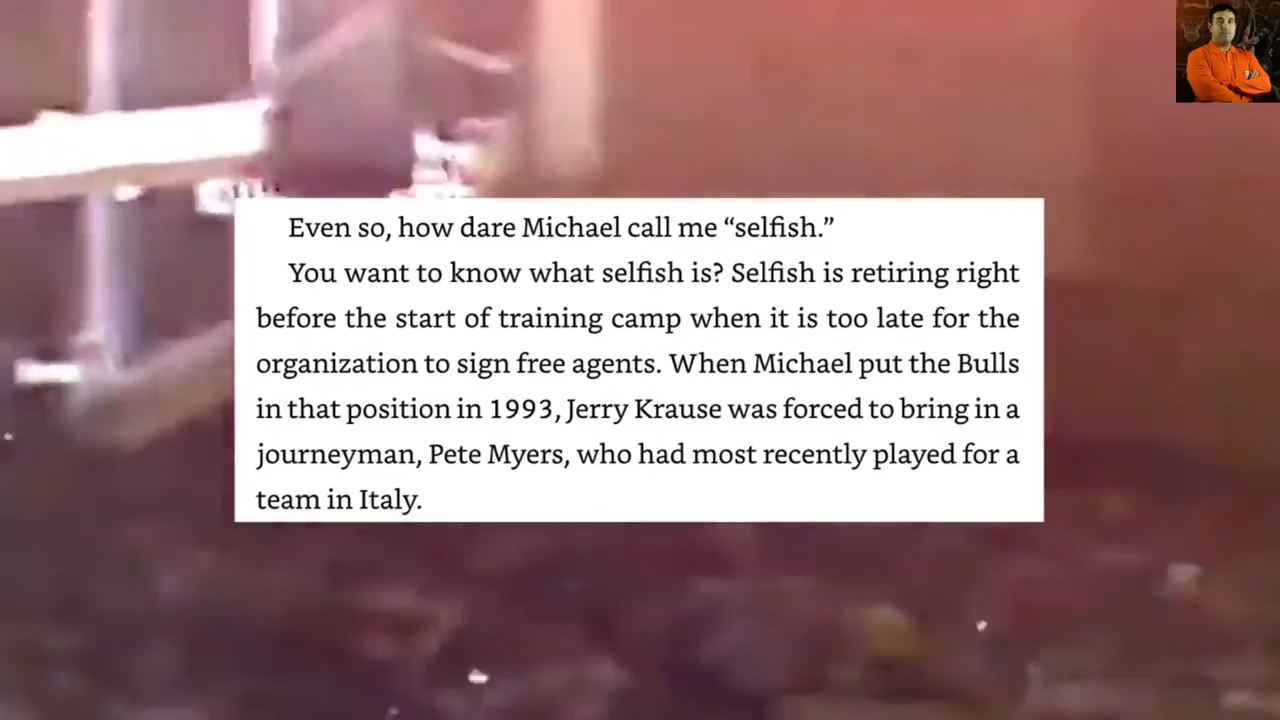 Even so, how dare Michael call me “selfish.”
You want to know what selfish is? Selfish is retiring right
before the start of training camp when it is too late for the
organization to sign free agents. When Michael put the Bulls
in that position in 1993, Jerry Krause was forced to bring in a
journeyman, Pete Myers, who had most recently played for a
team in Italy.